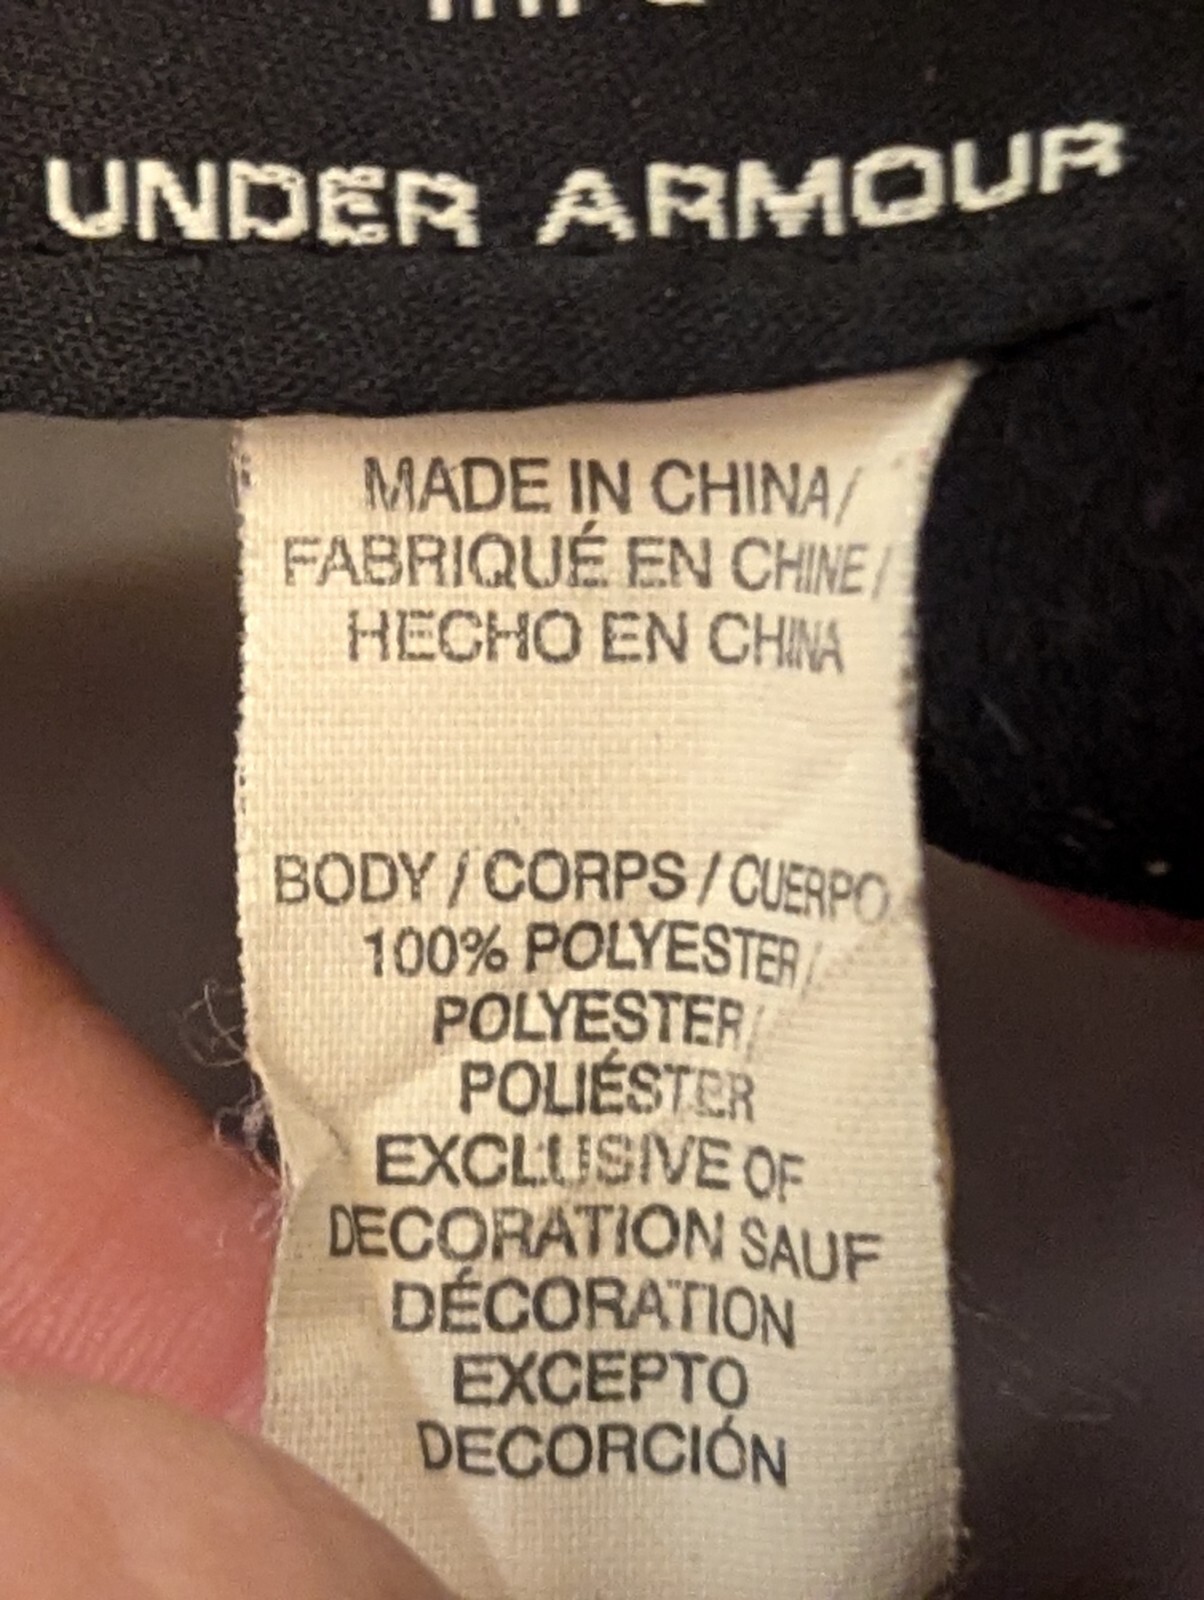 UNDER ARMOUR
MADE IN CHINA/
FABRIQUÉ EN CHINE/
HECHO EN CHINA
BODY / CORPS / CUERPO
100% POLYESTER/
POLYESTER/
POLIÉSTER
EXCLUSIVE OF
DECORATION SAUF
DÉCORATION
EXCEPTO
DECORCIÓN